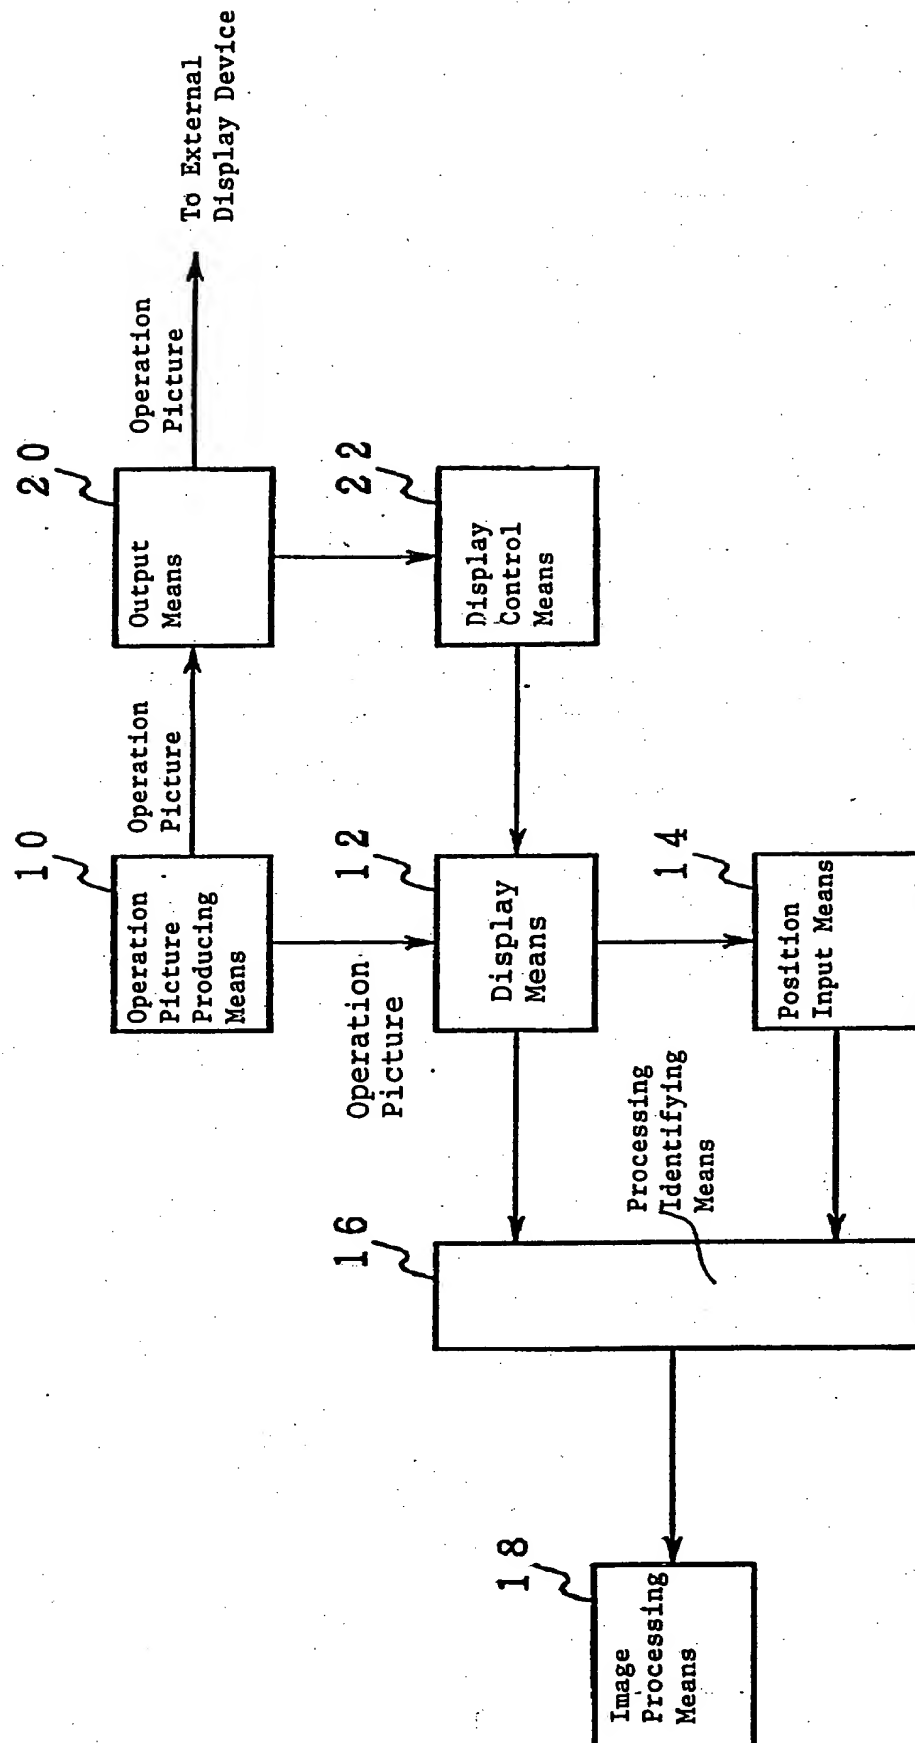 10
Operation
Picture
Producing
Means
Operation
Picture
20
Output
Means
Operation
Picture
To External
Display Device
Operation
Picture
12
Display
Means
22
Display
Control
Means
16
Processing
Identifying
Means
14
Position
Input Means
18
Image
Processing
Means